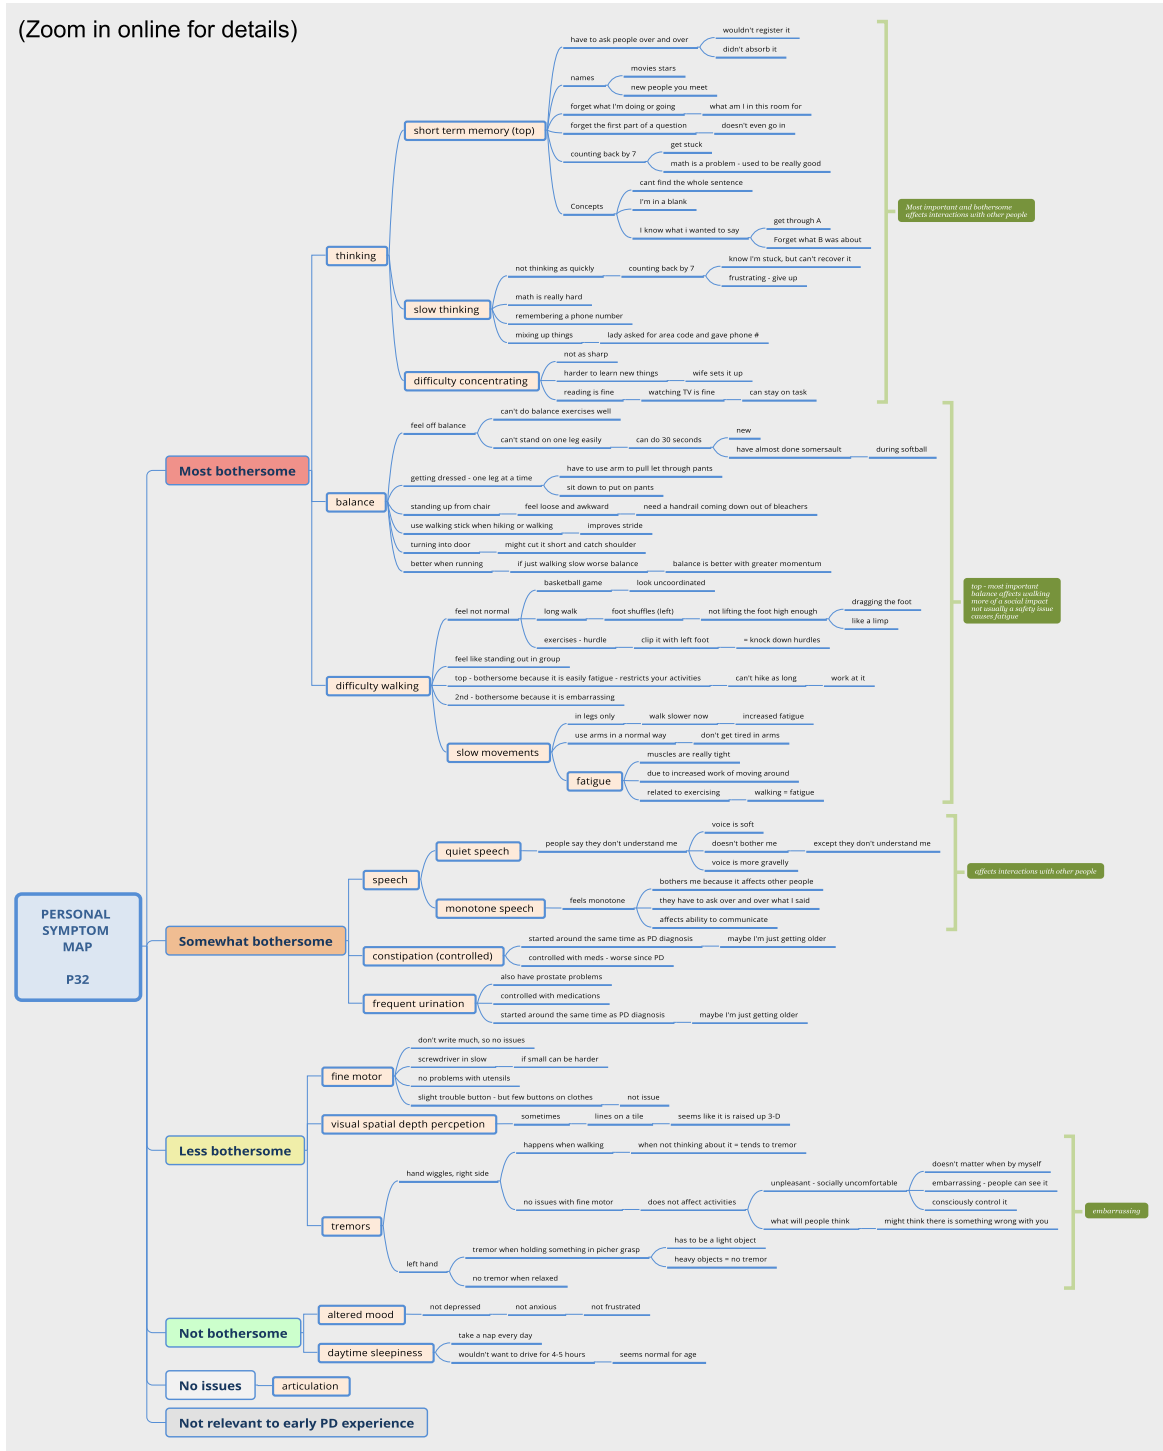 (Zoom in online for details)
PERSONAL
SYMPTOM
MAP
P32
Most bothersome
thinking
short term memory (top)
have to ask people over and over
wouldn't register it
didn't absorb it
names
movies stars
new people you meet
forget what I'm doing or going
what am I in this room for
forget the first part of a question
doesn't even go in
counting back by 7
get stuck
math is a problem - used to be really good
Concepts
cant find the whole sentence
I'm in a blank
I know what i wanted to say
get through A
Forget what B was about
slow thinking
not thinking as quickly
counting back by 7
know I'm stuck, but can't recover it
frustrating - give up
math is really hard
remembering a phone number
mixing up things
lady asked for area code and gave phone #
difficulty concentrating
not as sharp
harder to learn new things
wife sets it up
reading is fine
watching TV is fine
can stay on task
Most important and bothersome
affects interactions with other people
balance
feel off balance
can't do balance exercises well
can't stand on one leg easily
can do 30 seconds
new
have almost done somersault
during softball
getting dressed - one leg at a time
have to use arm to pull let through pants
sit down to put on pants
standing up from chair
feel loose and awkward
need a handrail coming down out of bleachers
use walking stick when hiking or walking
improves stride
turning into door
might cut it short and catch shoulder
better when running
if just walking slow worse balance
balance is better with greater momentum
difficulty walking
feel not normal
basketball game
look uncoordinated
long walk
foot shuffles (left)
not lifting the foot high enough
dragging the foot
like a limp
exercises - hurdle
clip it with left foot
= knock down hurdles
feel like standing out in group
top - bothersome because it is easily fatigue - restricts your activities
can't hike as long
work at it
2nd - bothersome because it is embarrassing
slow movements
in legs only
walk slower now
increased fatigue
use arms in a normal way
don't get tired in arms
fatigue
muscles are really tight
due to increased work of moving around
related to exercising
walking = fatigue
top - most important
balance affects walking
more of a social impact
not usually a safety issue
causes fatigue
Somewhat bothersome
speech
quiet speech
people say they don't understand me
voice is soft
doesn't bother me
except they don't understand me
voice is more gravelly
monotone speech
feels monotone
bothers me because it affects other people
they have to ask over and over what I said
affects ability to communicate
affects interactions with other people
constipation (controlled)
started around the same time as PD diagnosis
maybe I'm just getting older
controlled with meds - worse since PD
frequent urination
also have prostate problems
controlled with medications
started around the same time as PD diagnosis
maybe I'm just getting older
Less bothersome
fine motor
don't write much, so no issues
screwdriver in slow
if small can be harder
no problems with utensils
slight trouble button - but few buttons on clothes
not issue
visual spatial depth percpetion
sometimes
lines on a tile
seems like it is raised up 3-D
tremors
hand wiggles, right side
happens when walking
when not thinking about it = tends to tremor
no issues with fine motor
does not affect activities
unpleasant - socially uncomfortable
doesn't matter when by myself
embarrassing - people can see it
consciously control it
what will people think
might think there is something wrong with you
left hand
tremor when holding something in picher grasp
has to be a light object
heavy objects = no tremor
no tremor when relaxed
embarrassing
Not bothersome
altered mood
not depressed
not anxious
not frustrated
daytime sleepiness
take a nap every day
wouldn't want to drive for 4-5 hours
seems normal for age
No issues
articulation
Not relevant to early PD experience